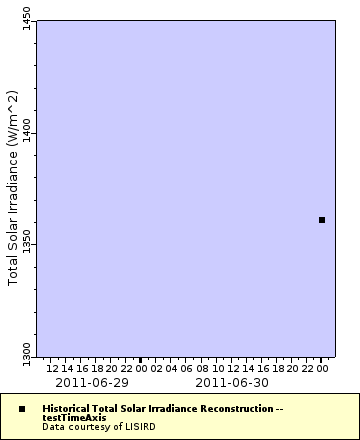 1450
1400
1350
1300
Total Solar Irradiance (W/m^2)
12 14 16 18 20 22 00 02 04 06 08 10 12 14 16 18 20 22 00
2011-06-29 2011-06-30
Historical Total Solar Irradiance Reconstruction --
testTimeAxis
Data courtesy of LISIRD